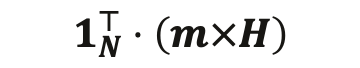 𝟏_𝑵^⊤ ⋅ (𝒎×𝑯)